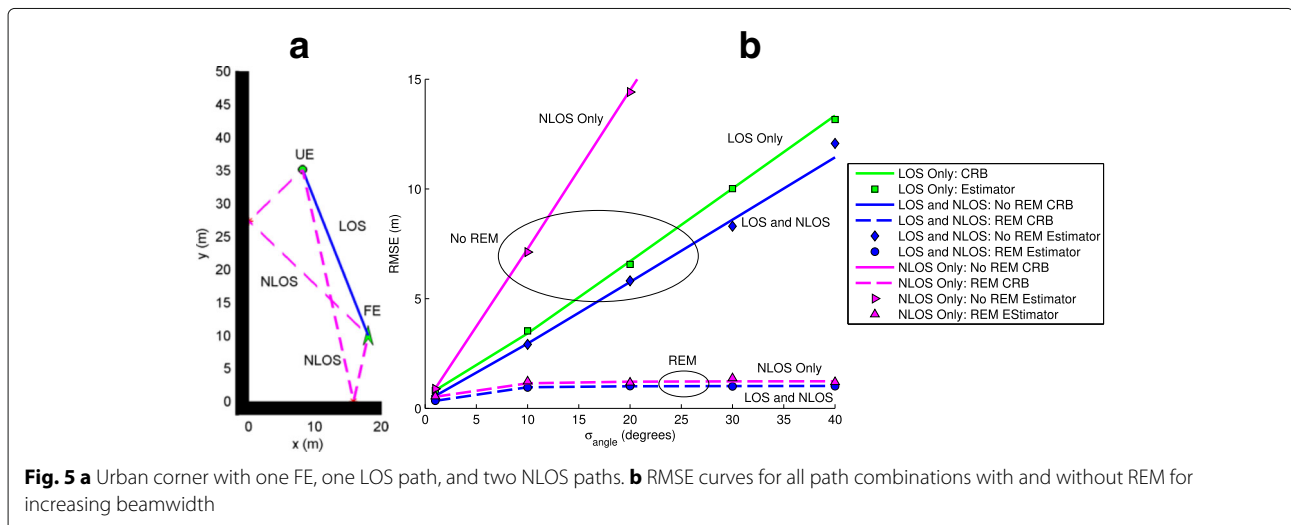 a
50
45
40
35
30
25
20
15
10
5
0
y (m)
0
10
20
x (m)
UE
LOS
NLOS
FE
NLOS
b
15
10
5
0
RMSE (m)
0
5
10
15
20
25
30
35
40
σangle (degrees)
NLOS Only
LOS Only
LOS and NLOS
No REM
REM
NLOS Only
LOS and NLOS
LOS Only: CRB
LOS Only: Estimator
LOS and NLOS: No REM CRB
LOS and NLOS: REM CRB
LOS and NLOS: No REM Estimator
LOS and NLOS: REM Estimator
NLOS Only: No REM CRB
NLOS Only: REM CRB
NLOS Only: No REM Estimator
NLOS Only: REM EStimator
Fig. 5 a Urban corner with one FE, one LOS path, and two NLOS paths. b RMSE curves for all path combinations with and without REM for
increasing beamwidth